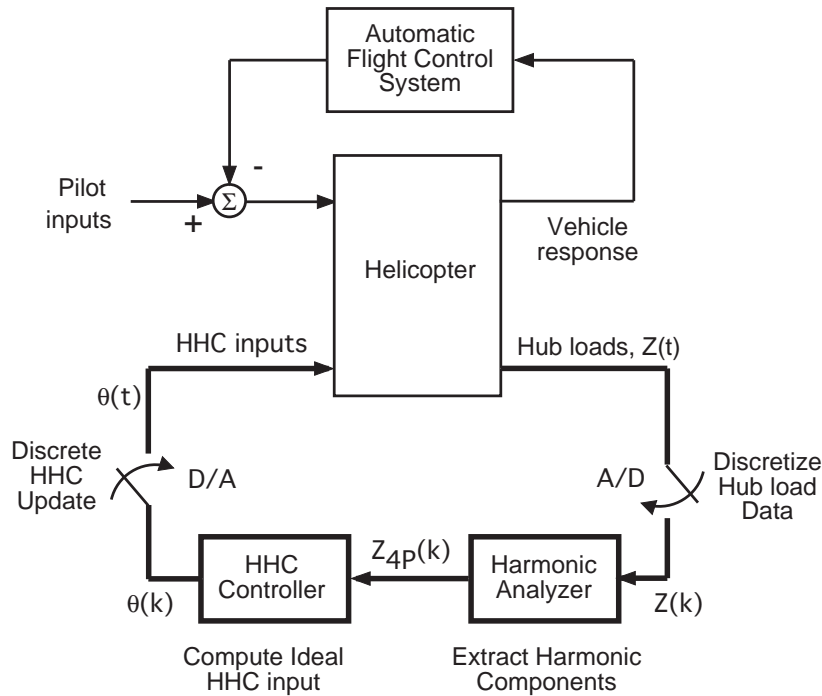 Automatic
Flight Control
System
-
Pilot
inputs
+
Σ
Helicopter
Vehicle
response
HHC inputs
Hub loads, Z(t)
θ(t)
Discrete
HHC
Update
D/A
A/D
Discretize
Hub load
Data
HHC
Controller
Z4P(k)
Harmonic
Analyzer
θ(k)
Z(k)
Compute Ideal
HHC input
Extract Harmonic
Components